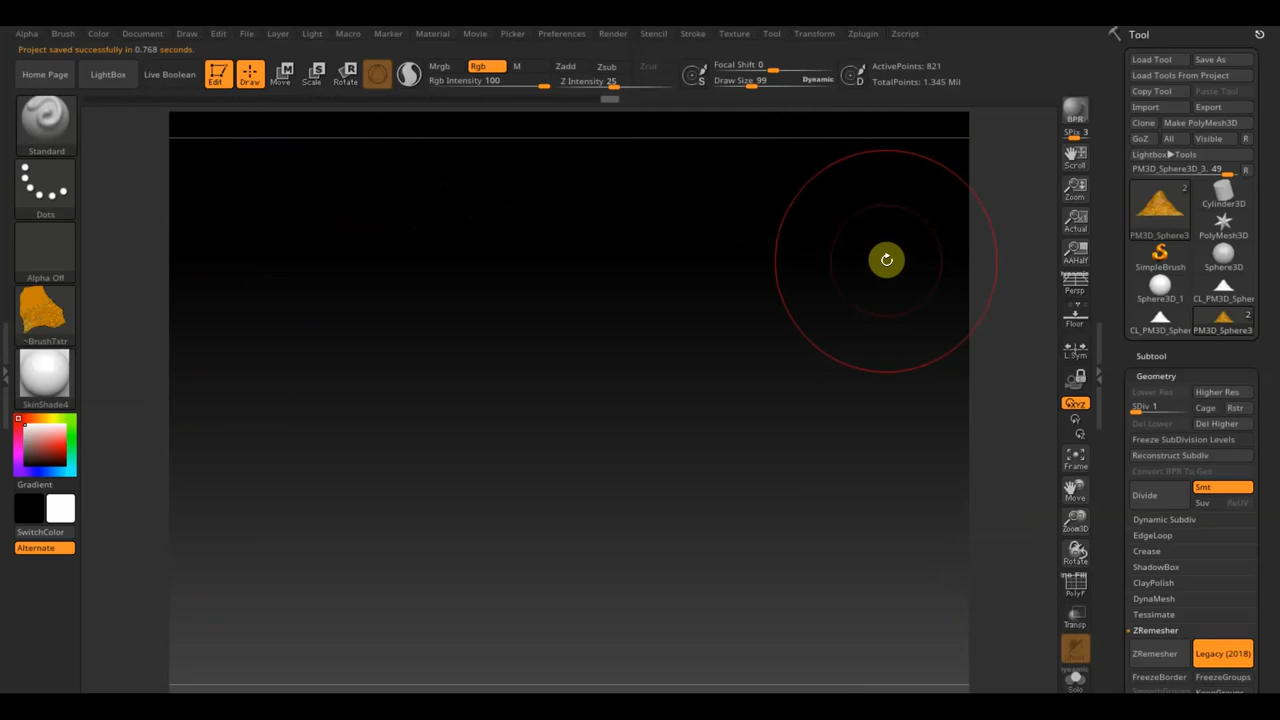 Alpha Brush Color Document Draw Edit File Layer Light Macro Marker Material Movie Picker Preferences Render Stencil Stroke Texture Tool Transform Zplugin Zscript
Project saved successfully in 0.768 seconds.
Home Page
LightBox
Live Boolean
Edit
Draw
Move
Scale
Rotate
Mrgb Rgb M
Rgb Intensity 100
Zadd Zsub Zcut
Z Intensity 25
S
Focal Shift 0
Draw Size 99 Dynamic
D
ActivePoints: 821
TotalPoints: 1.345 Mil
Standard
Dots
Alpha Off
~BrushTxtr
SkinShade4
Gradient
SwitchColor
Alternate
BPR
SPix 3
Scroll
Zoom
Actual
AAHalf
Dynamic
Persp
Floor
L.Sym
XYZ
Y
Z
Frame
Move
Zoom3D
Rotate
PolyF
Transp
Dynamic
Solo
Tool
Load Tool Save As
Load Tools From Project
Copy Tool Paste Tool
Import Export
Clone Make PolyMesh3D
GoZ All Visible R
Lightbox▶Tools
PM3D_Sphere3D_3. 49 R
2
PM3D_Sphere3
Cylinder3D
PolyMesh3D
SimpleBrush
Sphere3D
Sphere3D_1
CL_PM3D_Spher
CL_PM3D_Spher
2
PM3D_Sphere3
Subtool
Geometry
Lower Res Higher Res
SDiv 1 Cage Rstr
Del Lower Del Higher
Freeze SubDivision Levels
Reconstruct Subdiv
Convert BPR To Geo
Divide
Smt
Suv ReUV
Dynamic Subdiv
EdgeLoop
Crease
ShadowBox
ClayPolish
DynaMesh
Tessimate
ZRemesher
ZRemesher Legacy (2018)
FreezeBorder FreezeGroups